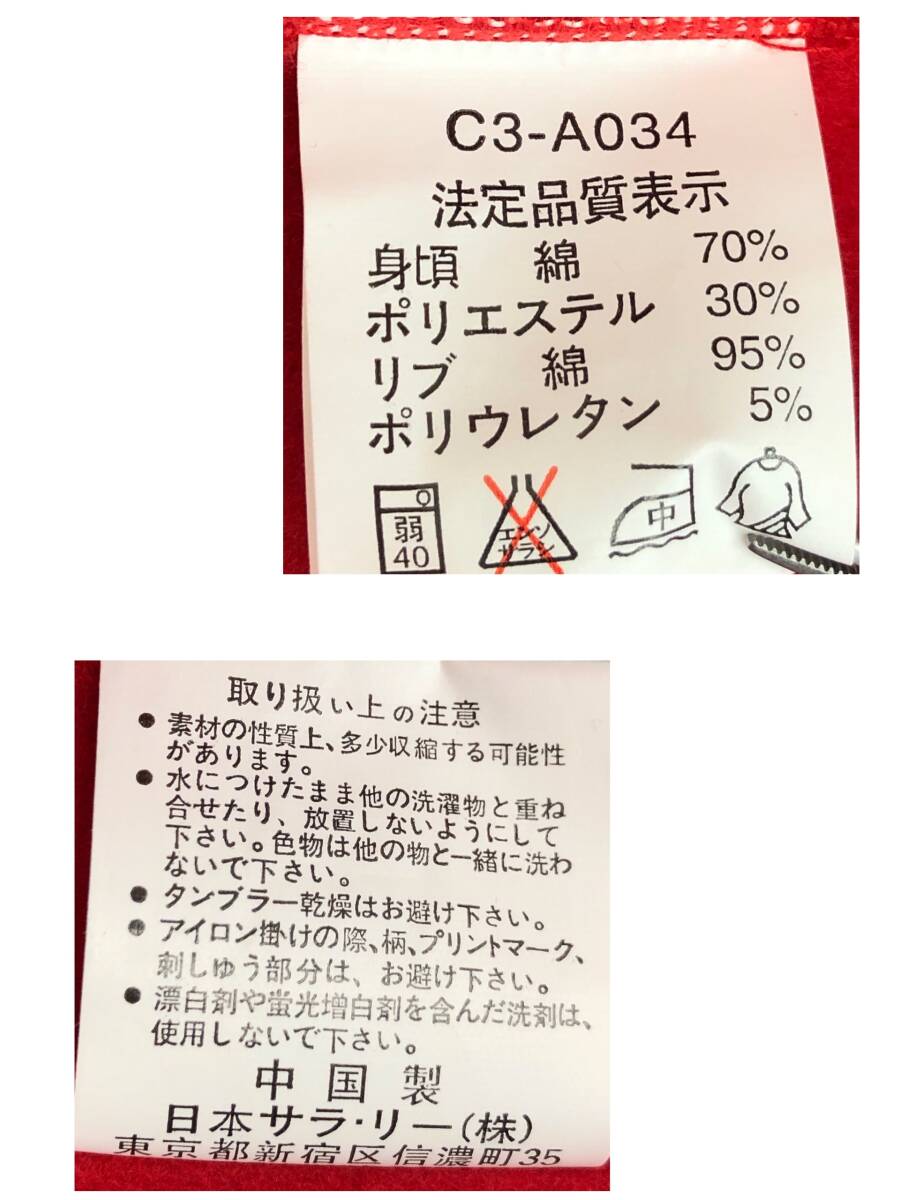 C3-A034
法定品質表示
身頃 綿 70%
ポリエステル 30%
リブ 綿 95%
ポリウレタン 5%
弱 エンソ 中
40 サラシ
取り扱い上の注意
● 素材の性質上、多少収縮する可能性
があります。
● 水につけたまま他の洗濯物と重ね
合せたり、放置しないようにして
下さい。色物は他の物と一緒に洗わ
ないで下さい。
● タンブラー乾燥はお避け下さい。
● アイロン掛けの際、柄、プリントマーク、
刺しゅう部分は、お避け下さい。
● 漂白剤や蛍光増白剤を含んだ洗剤は、
使用しないで下さい。
中国製
日本サラ・リー(株)
東京都新宿区信濃町35